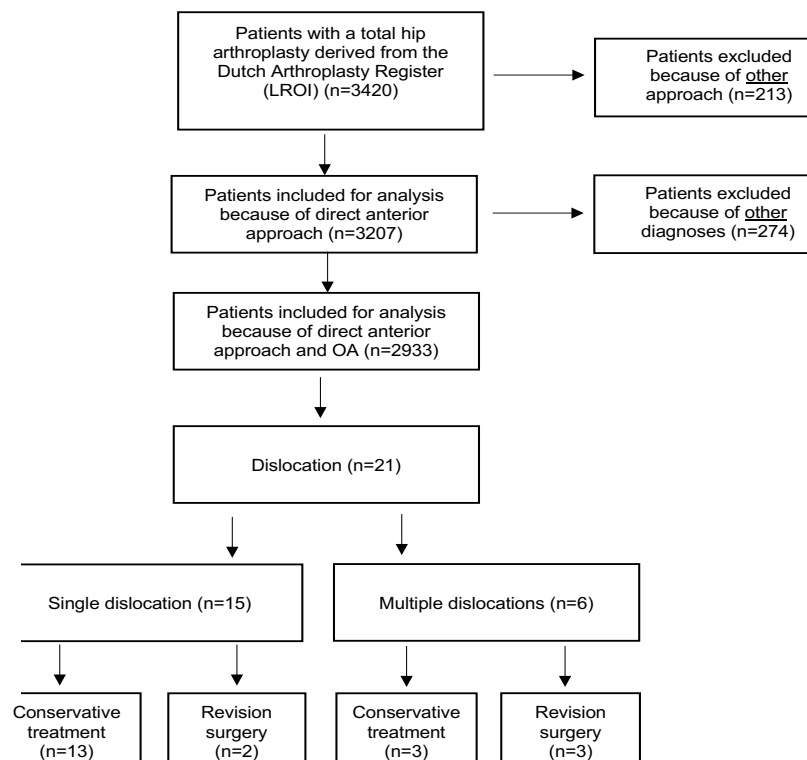 Patients with a total hip
arthroplasty derived from the
Dutch Arthroplasty Register
(LROI) (n=3420)
Patients excluded
because of other
approach (n=213)
Patients included for analysis
because of direct anterior
approach (n=3207)
Patients excluded
because of other
diagnoses (n=274)
Patients included for analysis
because of direct anterior
approach and OA (n=2933)
Dislocation (n=21)
Single dislocation (n=15)
Multiple dislocations (n=6)
Conservative
treatment
(n=13)
Revision
surgery
(n=2)
Conservative
treatment
(n=3)
Revision
surgery
(n=3)